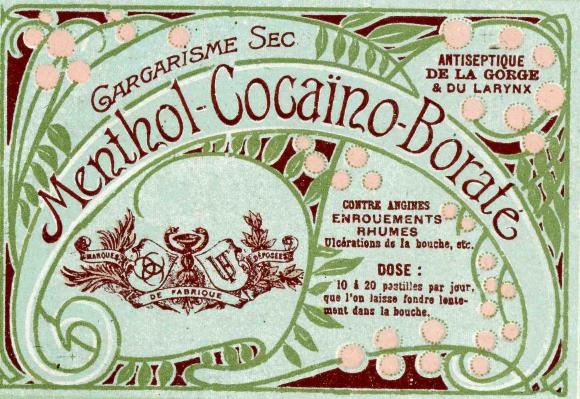 GARGARISME SEC
Menthol-Cocaïno-Boraté
ANTISEPTIQUE
DE LA GORGE
& DU LARYNX
CONTRE ANGINES
ENROUEMENTS
RHUMES
Ulcérations de la bouche, etc.
DOSE :
10 à 20 pastilles par jour,
que l'on laisse fondre lente-
ment dans la bouche.
MARQUES DÉPOSÉES
DE FABRIQUE